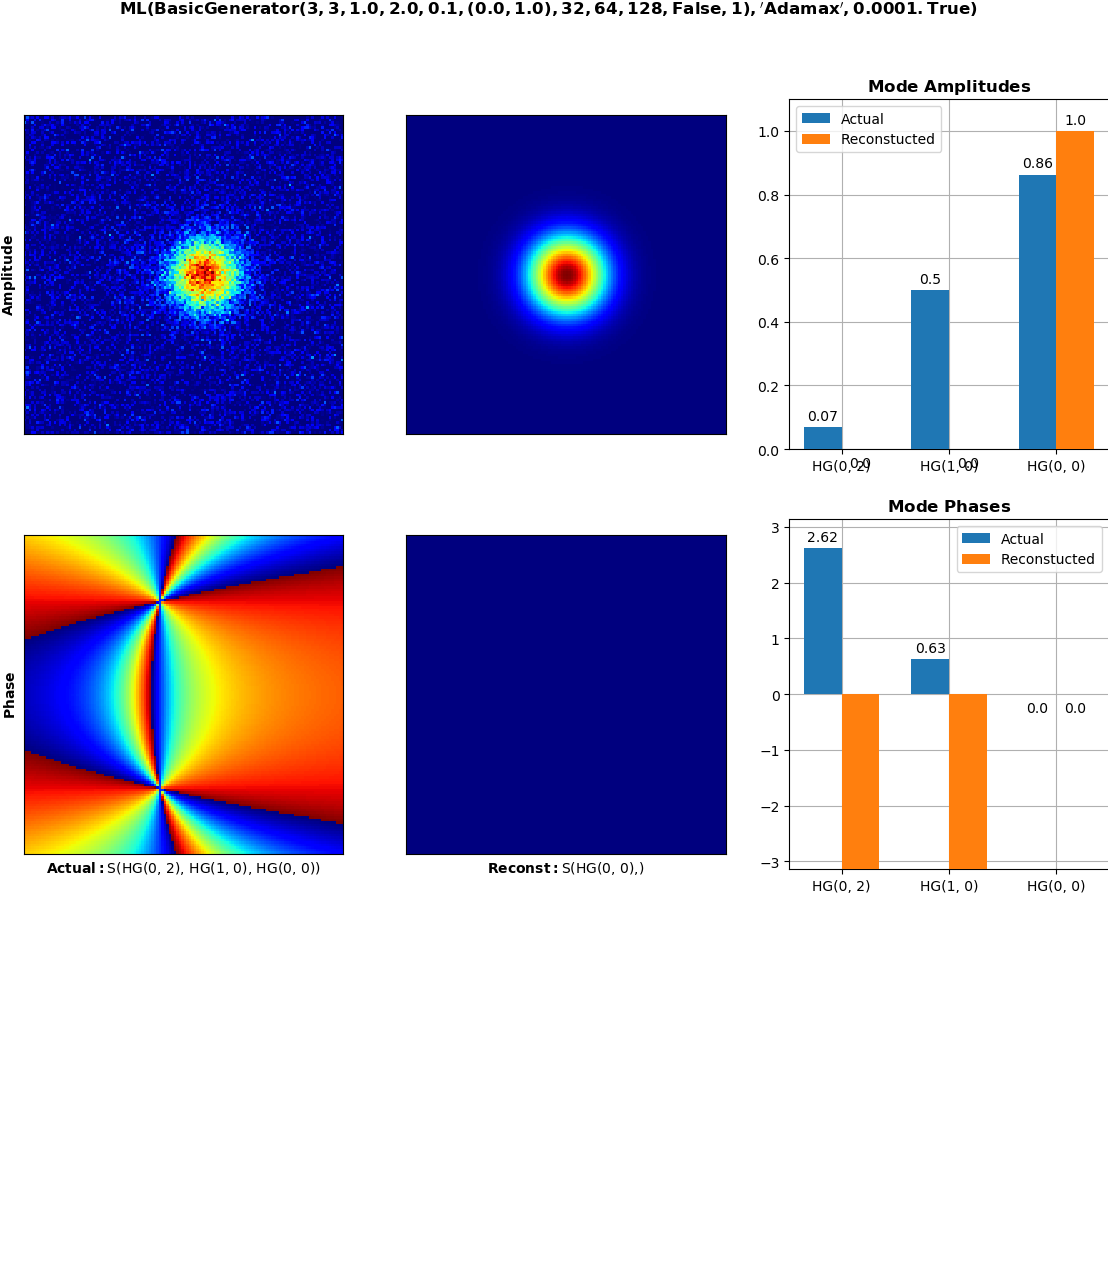 ML(BasicGenerator(3, 3, 1.0, 2.0, 0.1, (0.0, 1.0), 32, 64, 128, False, 1), 'Adamax', 0.0001. True)
Mode Amplitudes
Amplitude
Actual
Reconstucted
1.0
0.8
0.6
0.4
0.2
0.0
0.07
0.0
0.5
0.0
0.86
1.0
HG(0, 2)
HG(1, 0)
HG(0, 0)
Mode Phases
Phase
Actual
Reconstucted
3
2
1
0
−1
−2
−3
2.62
0.63
0.0
0.0
HG(0, 2)
HG(1, 0)
HG(0, 0)
Actual: S(HG(0, 2), HG(1, 0), HG(0, 0))
Reconst: S(HG(0, 0),)